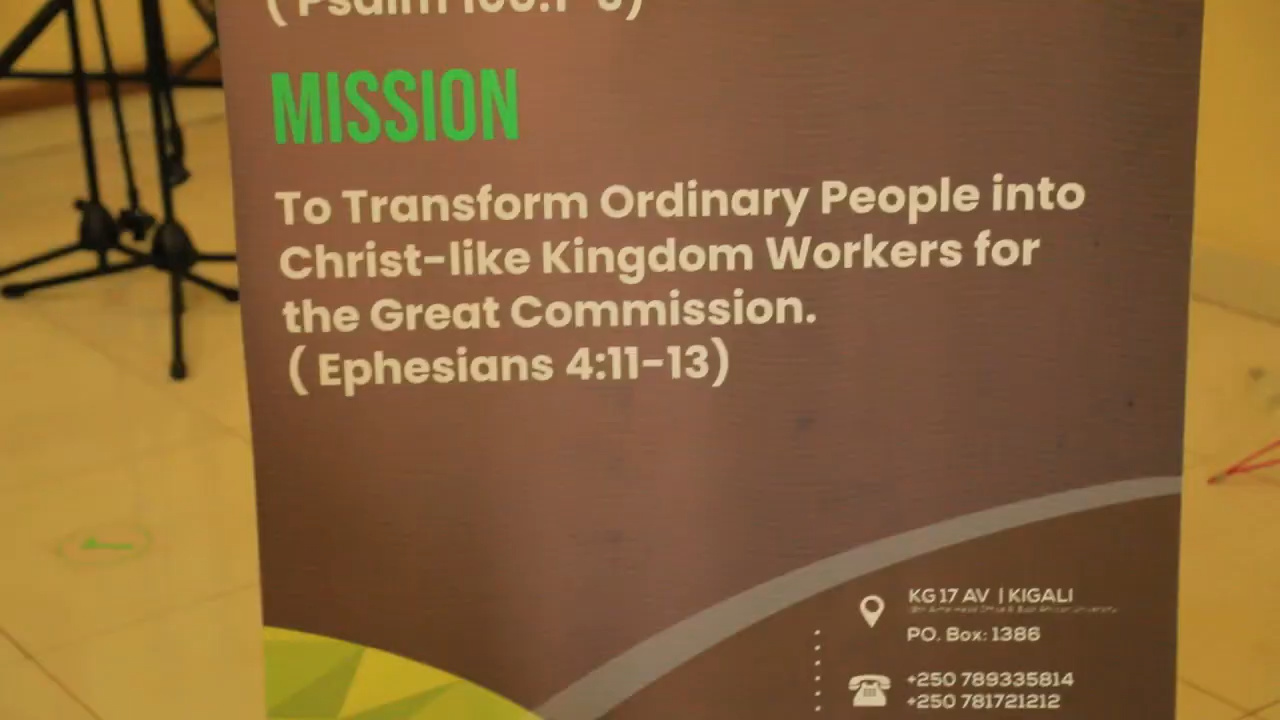 MISSION
To Transform Ordinary People into
Christ-like Kingdom Workers for
the Great Commission.
( Ephesians 4:11-13)
KG 17 AV | KIGALI
PO. Box: 1386
+250 789335814
+250 781721212